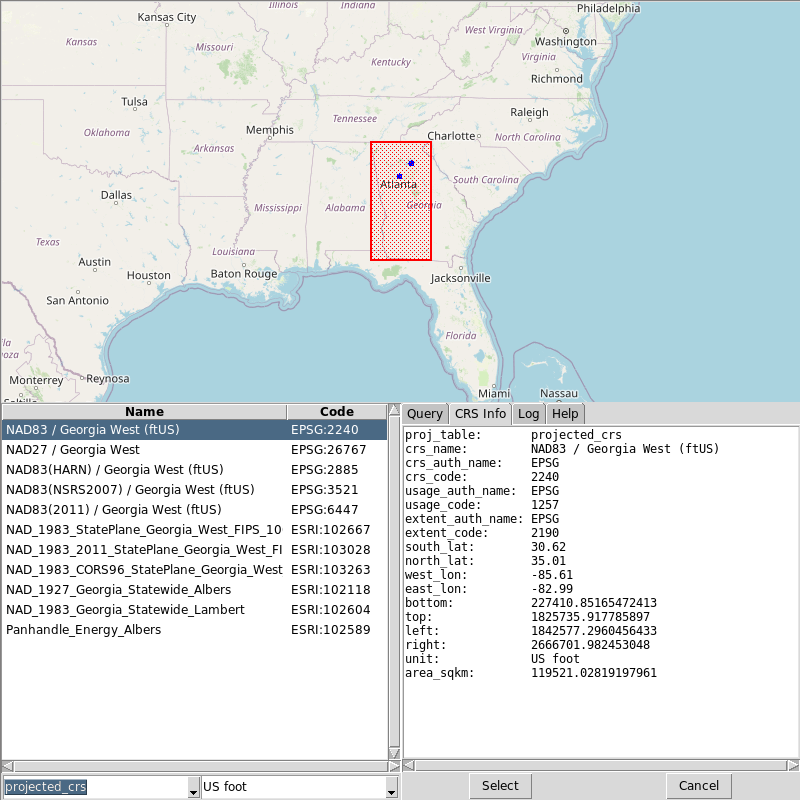 Illinois
Indiana
Philadelphia
Kansas City
Kansas
Missouri
West Virginia
Washington
Virginia
Kentucky
Richmond
Tulsa
Oklahoma
Tennessee
Raleigh
Memphis
Charlotte
North Carolina
Arkansas
Atlanta
South Carolina
Dallas
Mississippi
Alabama
Georgia
Texas
Louisiana
Austin
Houston
Baton Rouge
Jacksonville
San Antonio
Florida
Monterrey
Reynosa
Miami
Nassau
Name Code
NAD83 / Georgia West (ftUS) EPSG:2240
NAD27 / Georgia West EPSG:26767
NAD83(HARN) / Georgia West (ftUS) EPSG:2885
NAD83(NSRS2007) / Georgia West (ftUS) EPSG:3521
NAD83(2011) / Georgia West (ftUS) EPSG:6447
NAD_1983_StatePlane_Georgia_West_FIPS_10 ESRI:102667
NAD_1983_2011_StatePlane_Georgia_West_FI ESRI:103028
NAD_1983_CORS96_StatePlane_Georgia_West ESRI:103263
NAD_1927_Georgia_Statewide_Albers ESRI:102118
NAD_1983_Georgia_Statewide_Lambert ESRI:102604
Panhandle_Energy_Albers ESRI:102589
projected_crs US foot
Query CRS Info Log Help
proj_table: projected_crs
crs_name: NAD83 / Georgia West (ftUS)
crs_auth_name: EPSG
crs_code: 2240
usage_auth_name: EPSG
usage_code: 1257
extent_auth_name: EPSG
extent_code: 2190
south_lat: 30.62
north_lat: 35.01
west_lon: -85.61
east_lon: -82.99
bottom: 227410.85165472413
top: 1825735.917785897
left: 1842577.2960456433
right: 2666701.982453048
unit: US foot
area_sqkm: 119521.02819197961
Select Cancel